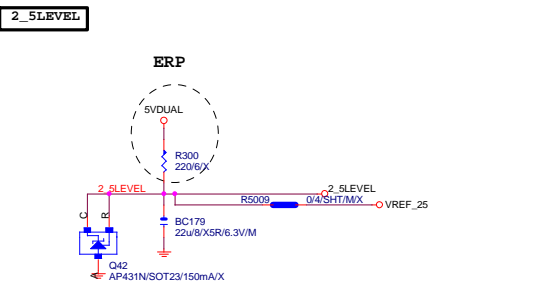 2_5LEVEL
ERP
5VDUAL
R300
220/6/X
2_5LEVEL
2_5LEVEL
R5009
0/4/SHT/M/X
VREF_25
C
R
BC179
22u/8/X5R/6.3V/M
A
Q42
AP431N/SOT23/150mA/X